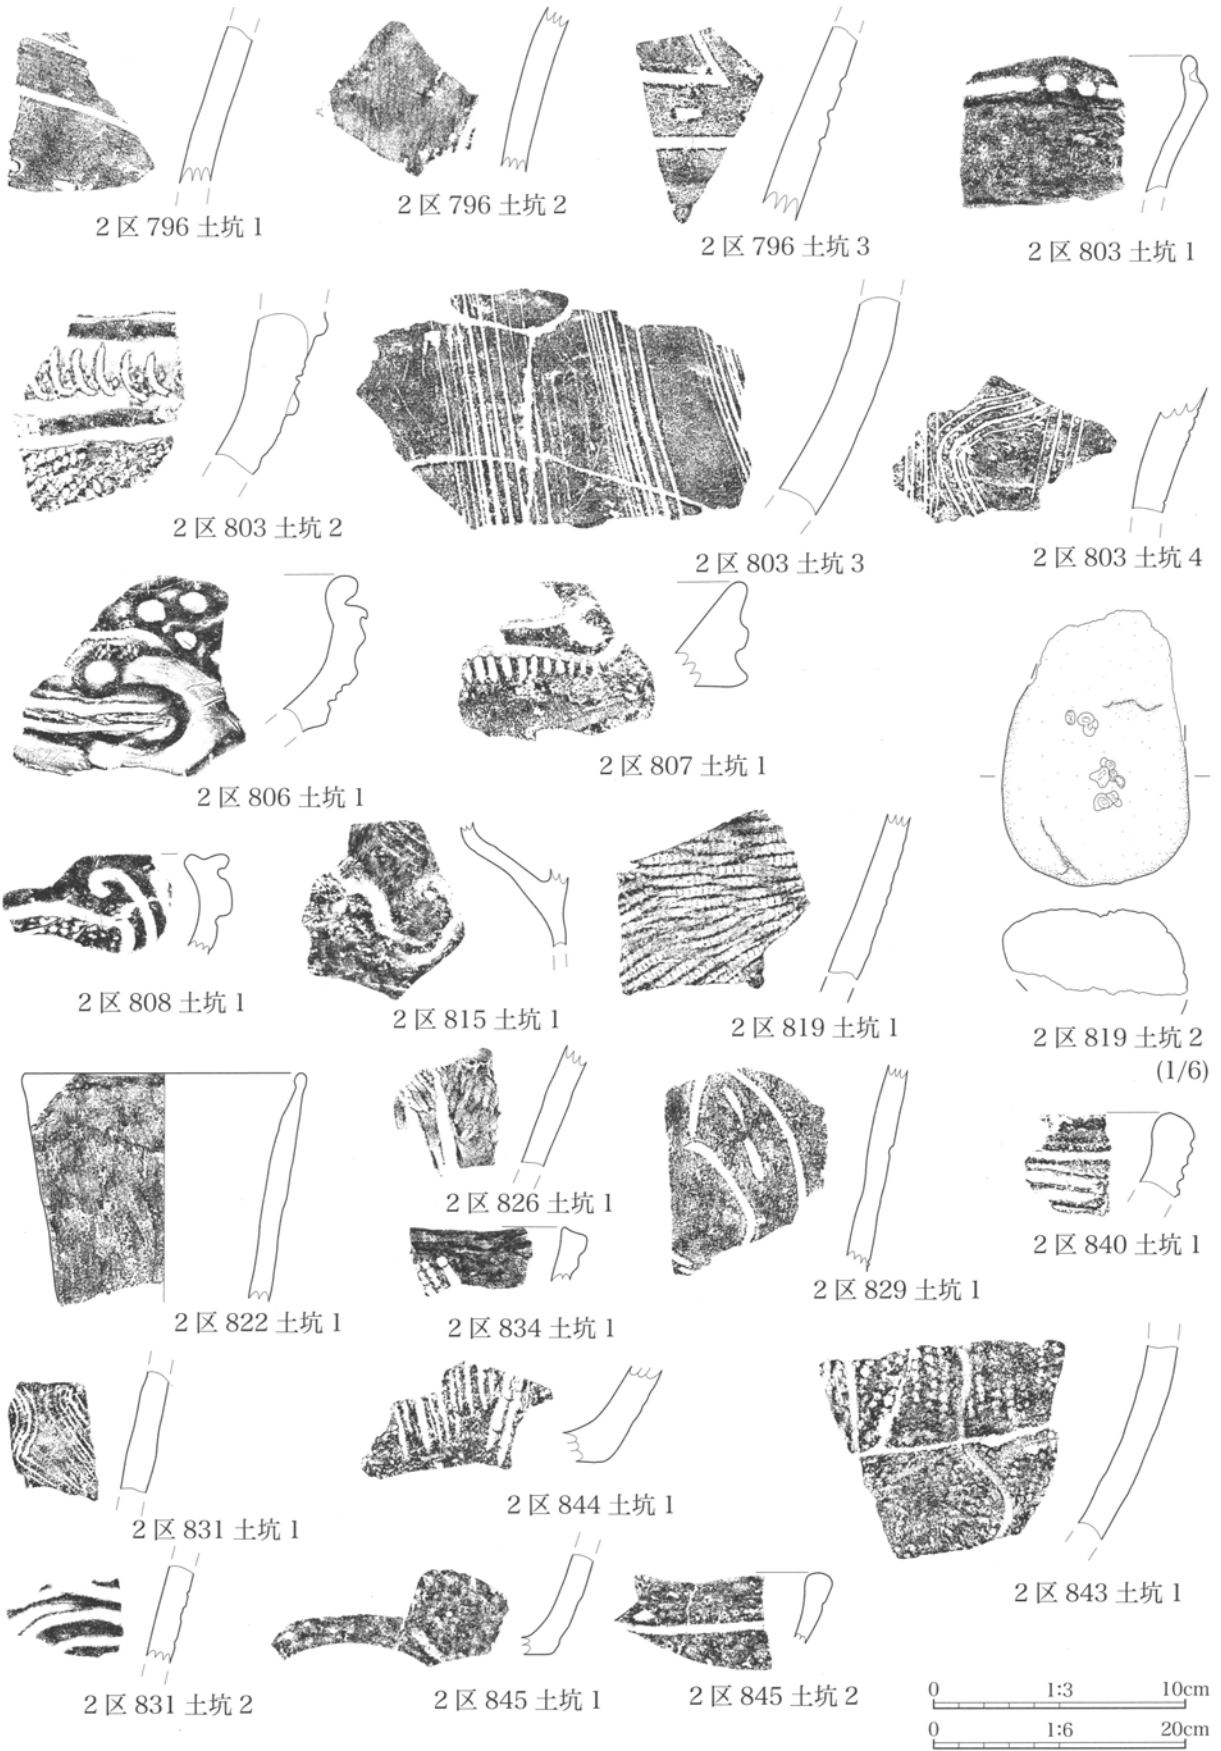 2区 796 土坑 1
2区 796 土坑 2
2区 796 土坑 3
2区 803 土坑 1
2区 803 土坑 2
2区 803 土坑 3
2区 803 土坑 4
2区 806 土坑 1
2区 807 土坑 1
2区 808 土坑 1
2区 815 土坑 1
2区 819 土坑 1
2区 819 土坑 2
(1/6)
2区 822 土坑 1
2区 826 土坑 1
2区 834 土坑 1
2区 829 土坑 1
2区 840 土坑 1
2区 831 土坑 1
2区 844 土坑 1
2区 843 土坑 1
2区 831 土坑 2
2区 845 土坑 1
2区 845 土坑 2
0 1:3 10cm
0 1:6 20cm